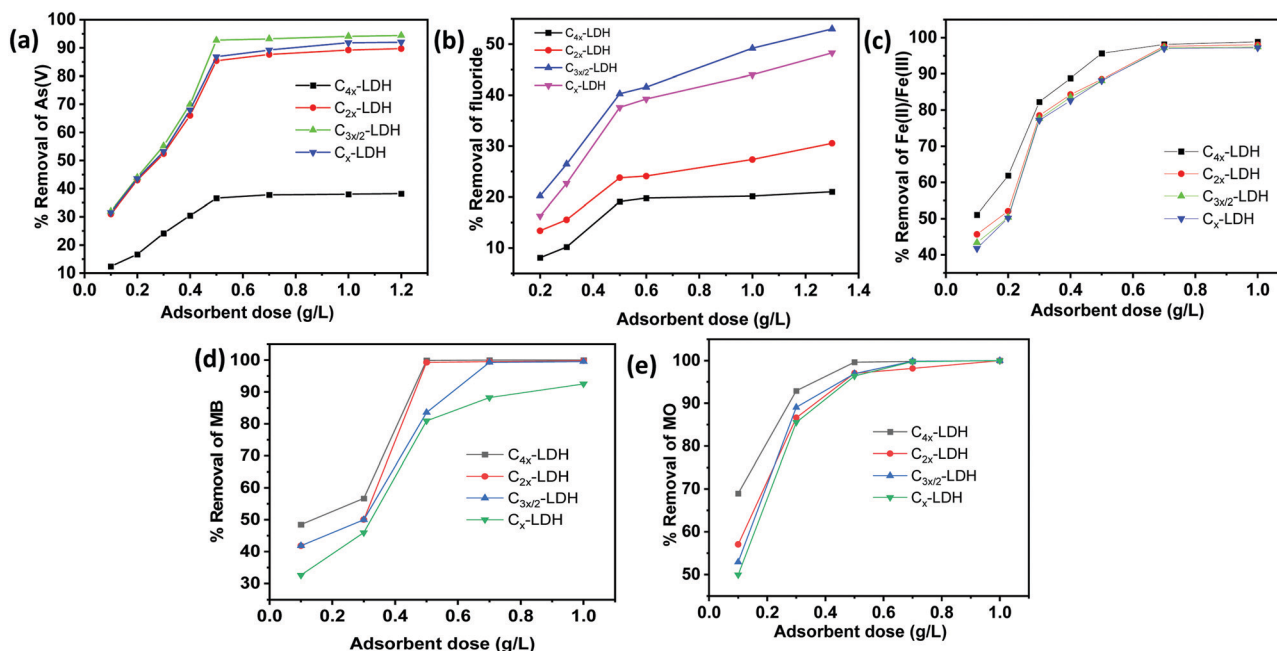 (a)
% Removal of As(V)
100
90
80
70
60
50
40
30
20
10
C4x-LDH
C2x-LDH
C3x/2-LDH
Cx-LDH
0.0 0.2 0.4 0.6 0.8 1.0 1.2
Adsorbent dose (g/L)
(b)
% Removal of fluoride
50
40
30
20
10
C4x-LDH
C2x-LDH
C3x/2-LDH
Cx-LDH
0.2 0.4 0.6 0.8 1.0 1.2 1.4
Adsorbent dose (g/L)
(c)
% Removal of Fe(II)/Fe(III)
100
90
80
70
60
50
40
C4x-LDH
C2x-LDH
C3x/2-LDH
Cx-LDH
0.0 0.2 0.4 0.6 0.8 1.0
Adsorbent dose (g/L)
(d)
% Removal of MB
100
90
80
70
60
50
40
30
C4x-LDH
C2x-LDH
C3x/2-LDH
Cx-LDH
0.0 0.2 0.4 0.6 0.8 1.0
Adsorbent dose (g/L)
(e)
% Removal of MO
100
90
80
70
60
50
C4x-LDH
C2x-LDH
C3x/2-LDH
Cx-LDH
0.0 0.2 0.4 0.6 0.8 1.0
Adsorbent dose (g/L)